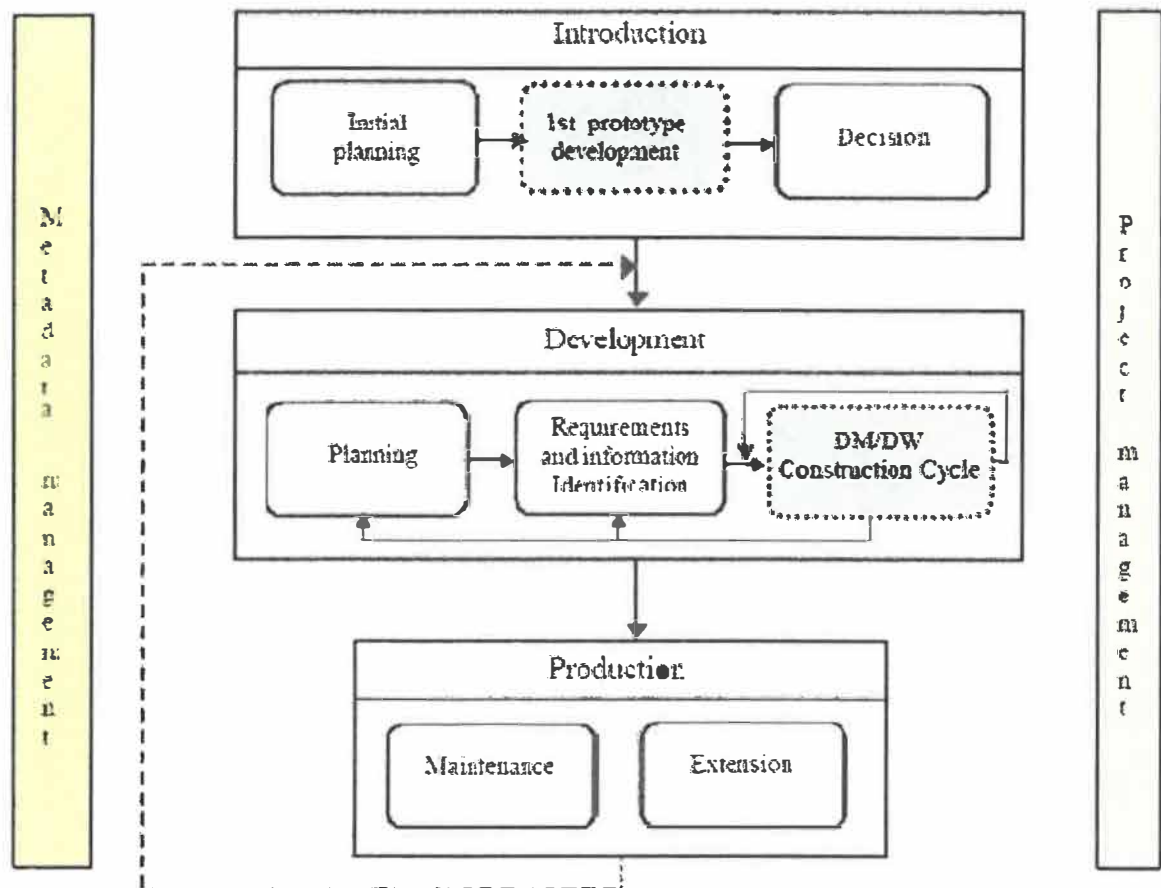 Introduction
Initial
planning
1st prototype
development
Decision
Development
Planning
Requirements
and information
Identification
DM/DW
Construction Cycle
Production
Maintenance
Extension
Metadata management
Project management